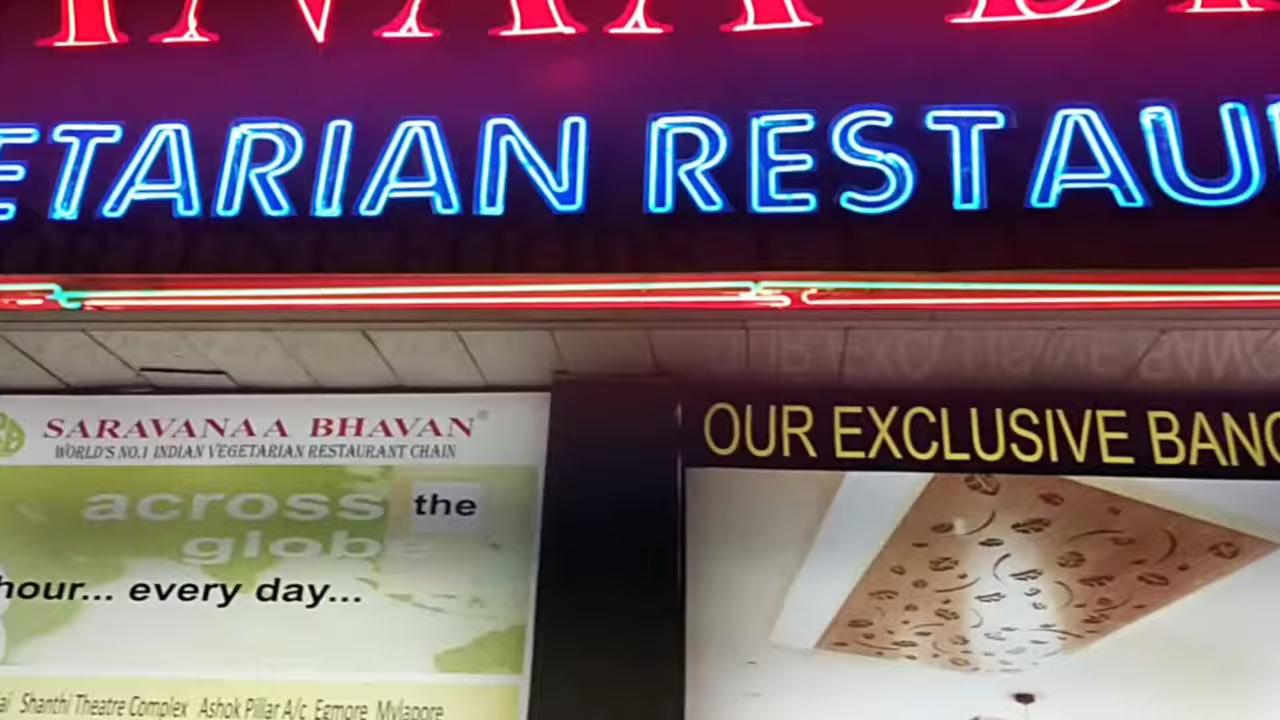 NAA B
ETARIAN RESTAU
SARAVANAA BHAVAN®
WORLD'S NO.1 INDIAN VEGETARIAN RESTAURANT CHAIN
across the
globe
hour... every day...
Shanthi Theatre Complex Ashok Pillar A/c Egmore Mylapore
OUR EXCLUSIVE BANQ